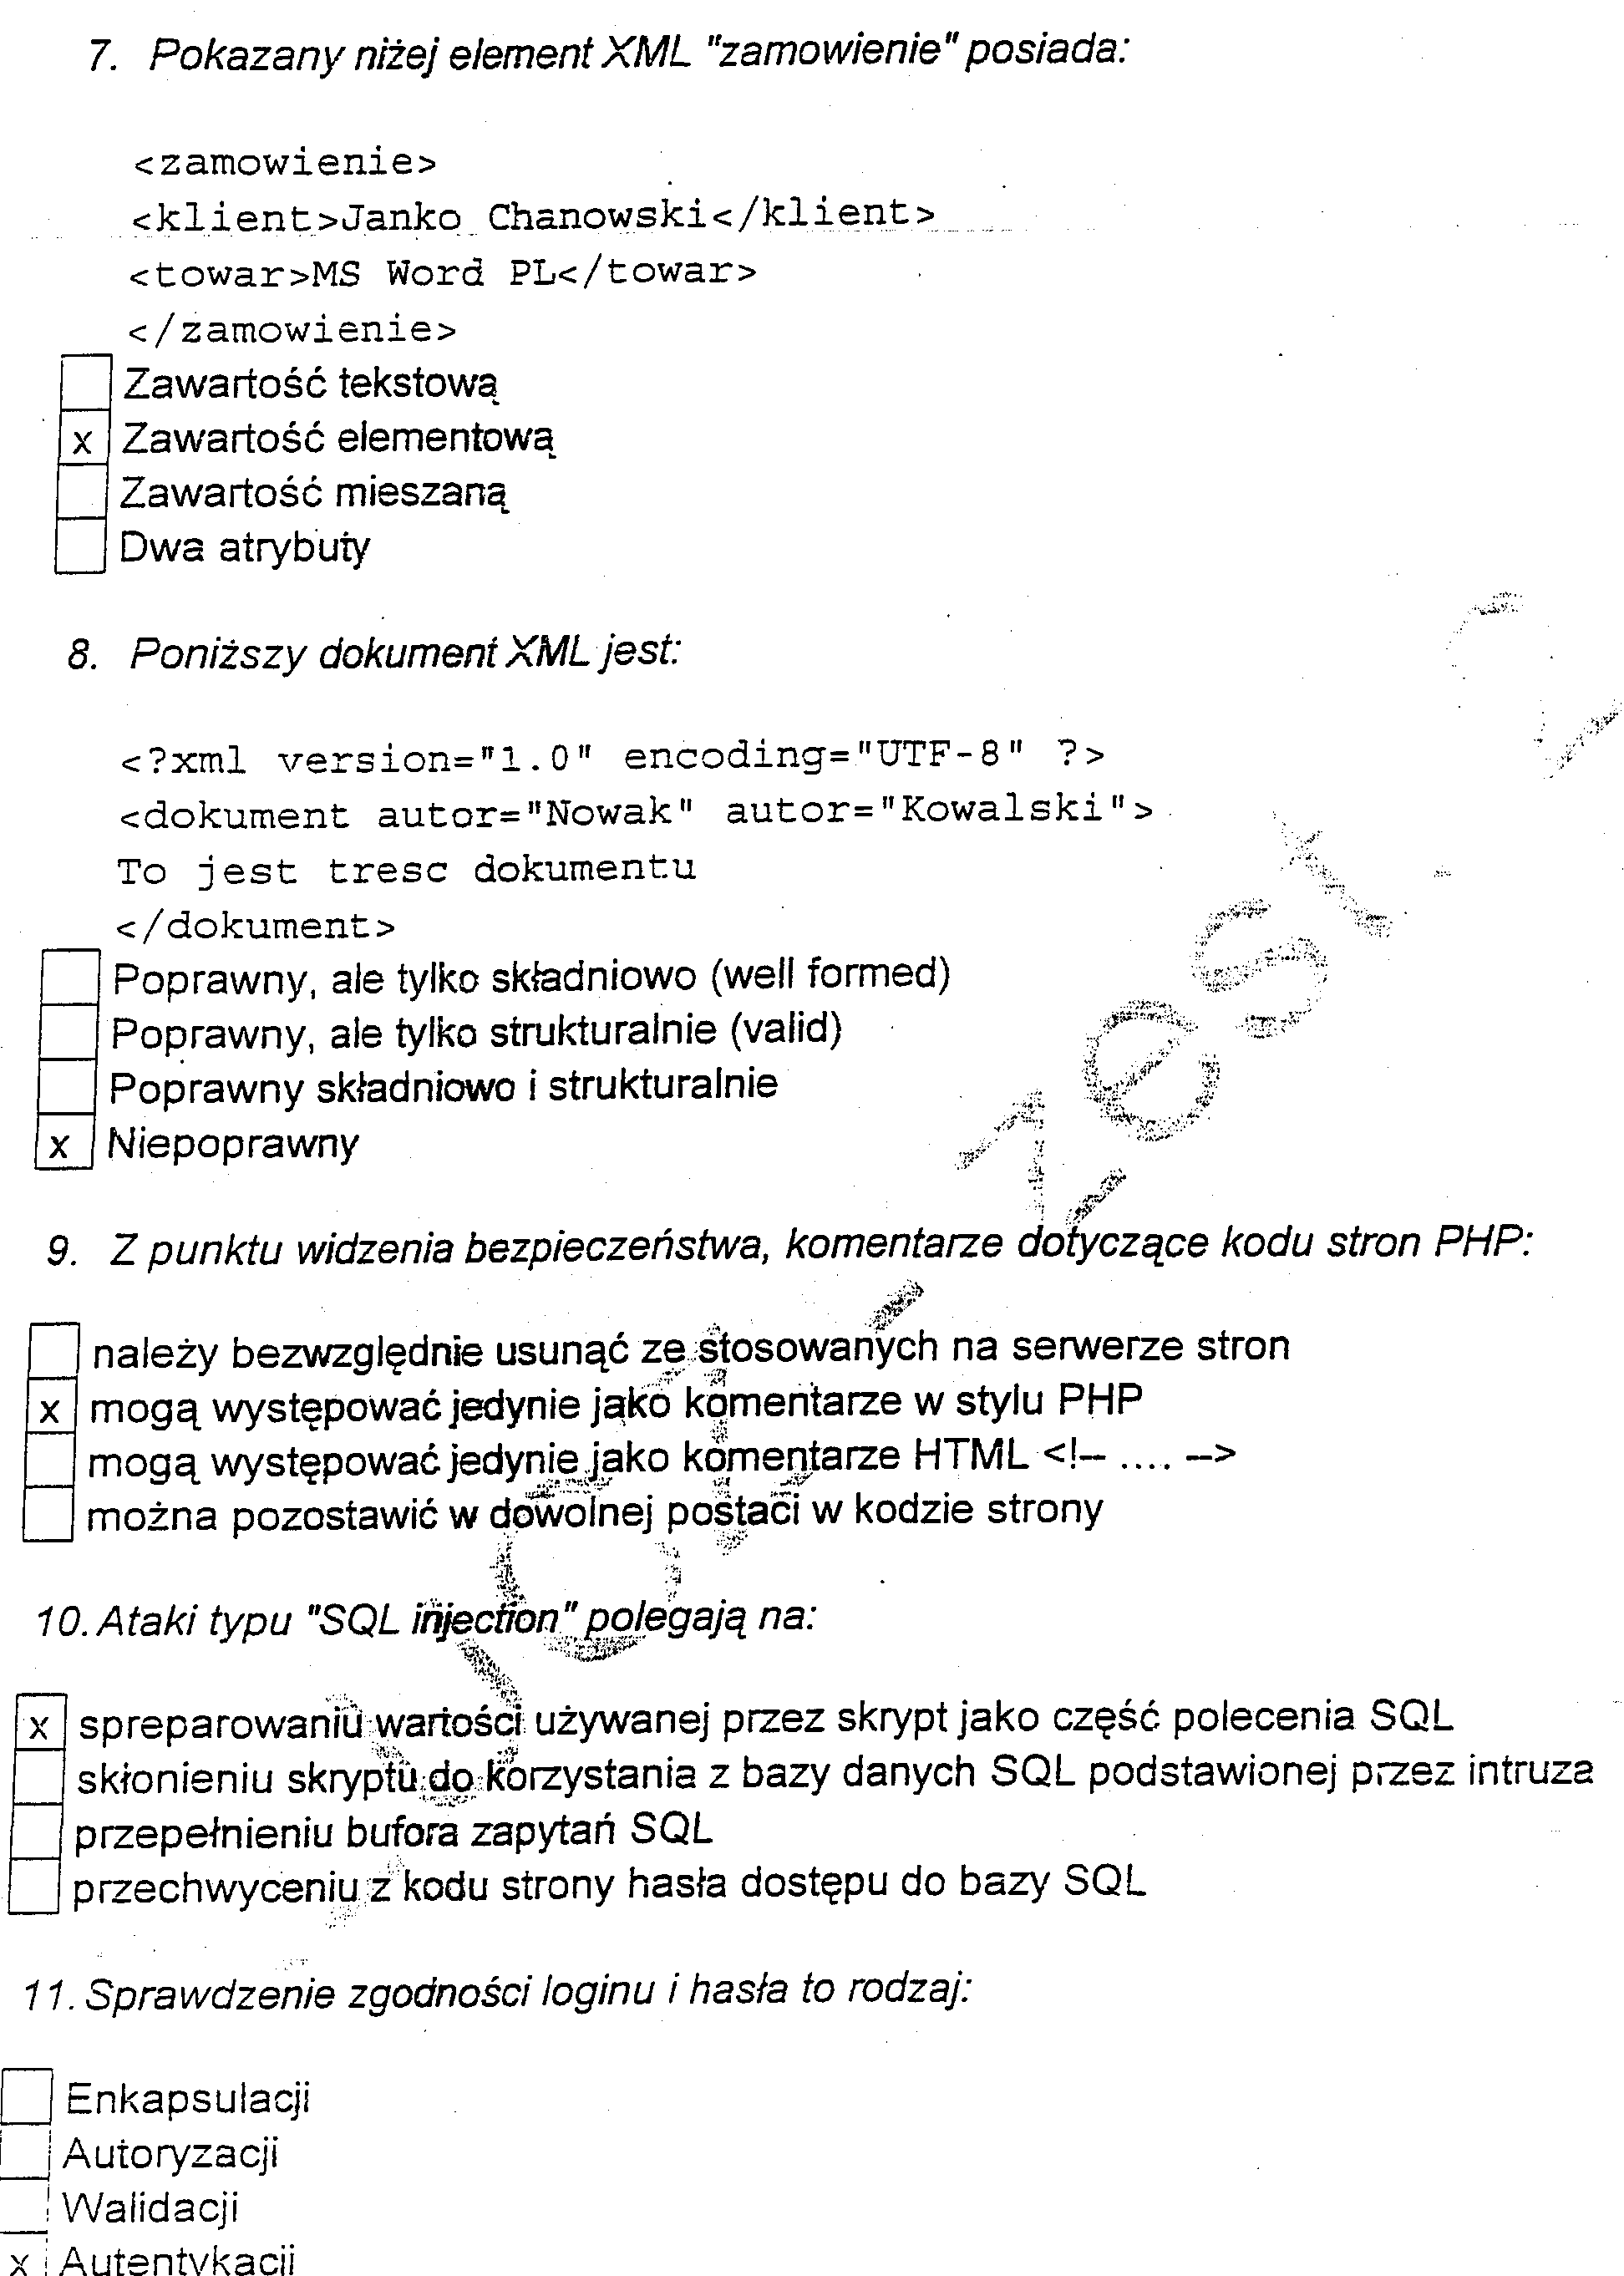 7. Pokazany niżej element XML "zamowienie" posiada:
<zamowienie>
<klient>Janko Chanowski</klient>
<towar>MS Word PL</towar>
</zamowienie>
Zawartość tekstową
x Zawartość elementową
Zawartość mieszaną
Dwa atrybuty
8. Poniższy dokument XML jest:
<?xml version="1.0" encoding="UTF-8" ?>
<dokument autor="Nowak" autor="Kowalski">
To jest tresc dokumentu
</dokument>
Poprawny, ale tylko składniowo (well formed)
Poprawny, ale tylko strukturalnie (valid)
Poprawny składniowo i strukturalnie
x Niepoprawny
9. Z punktu widzenia bezpieczeństwa, komentarze dotyczące kodu stron PHP:
należy bezwzględnie usunąć ze stosowanych na serwerze stron
x mogą występować jedynie jako komentarze w stylu PHP
mogą występować jedynie jako komentarze HTML <!-- .... -->
można pozostawić w dowolnej postaci w kodzie strony
10. Ataki typu "SQL injection" polegają na:
x spreparowaniu wartości używanej przez skrypt jako część polecenia SQL
skłonieniu skryptu do korzystania z bazy danych SQL podstawionej przez intruza
przepełnieniu bufora zapytań SQL
przechwyceniu z kodu strony hasła dostępu do bazy SQL
11. Sprawdzenie zgodności loginu i hasła to rodzaj:
Enkapsulacji
Autoryzacji
Walidacji
x Autentykacji